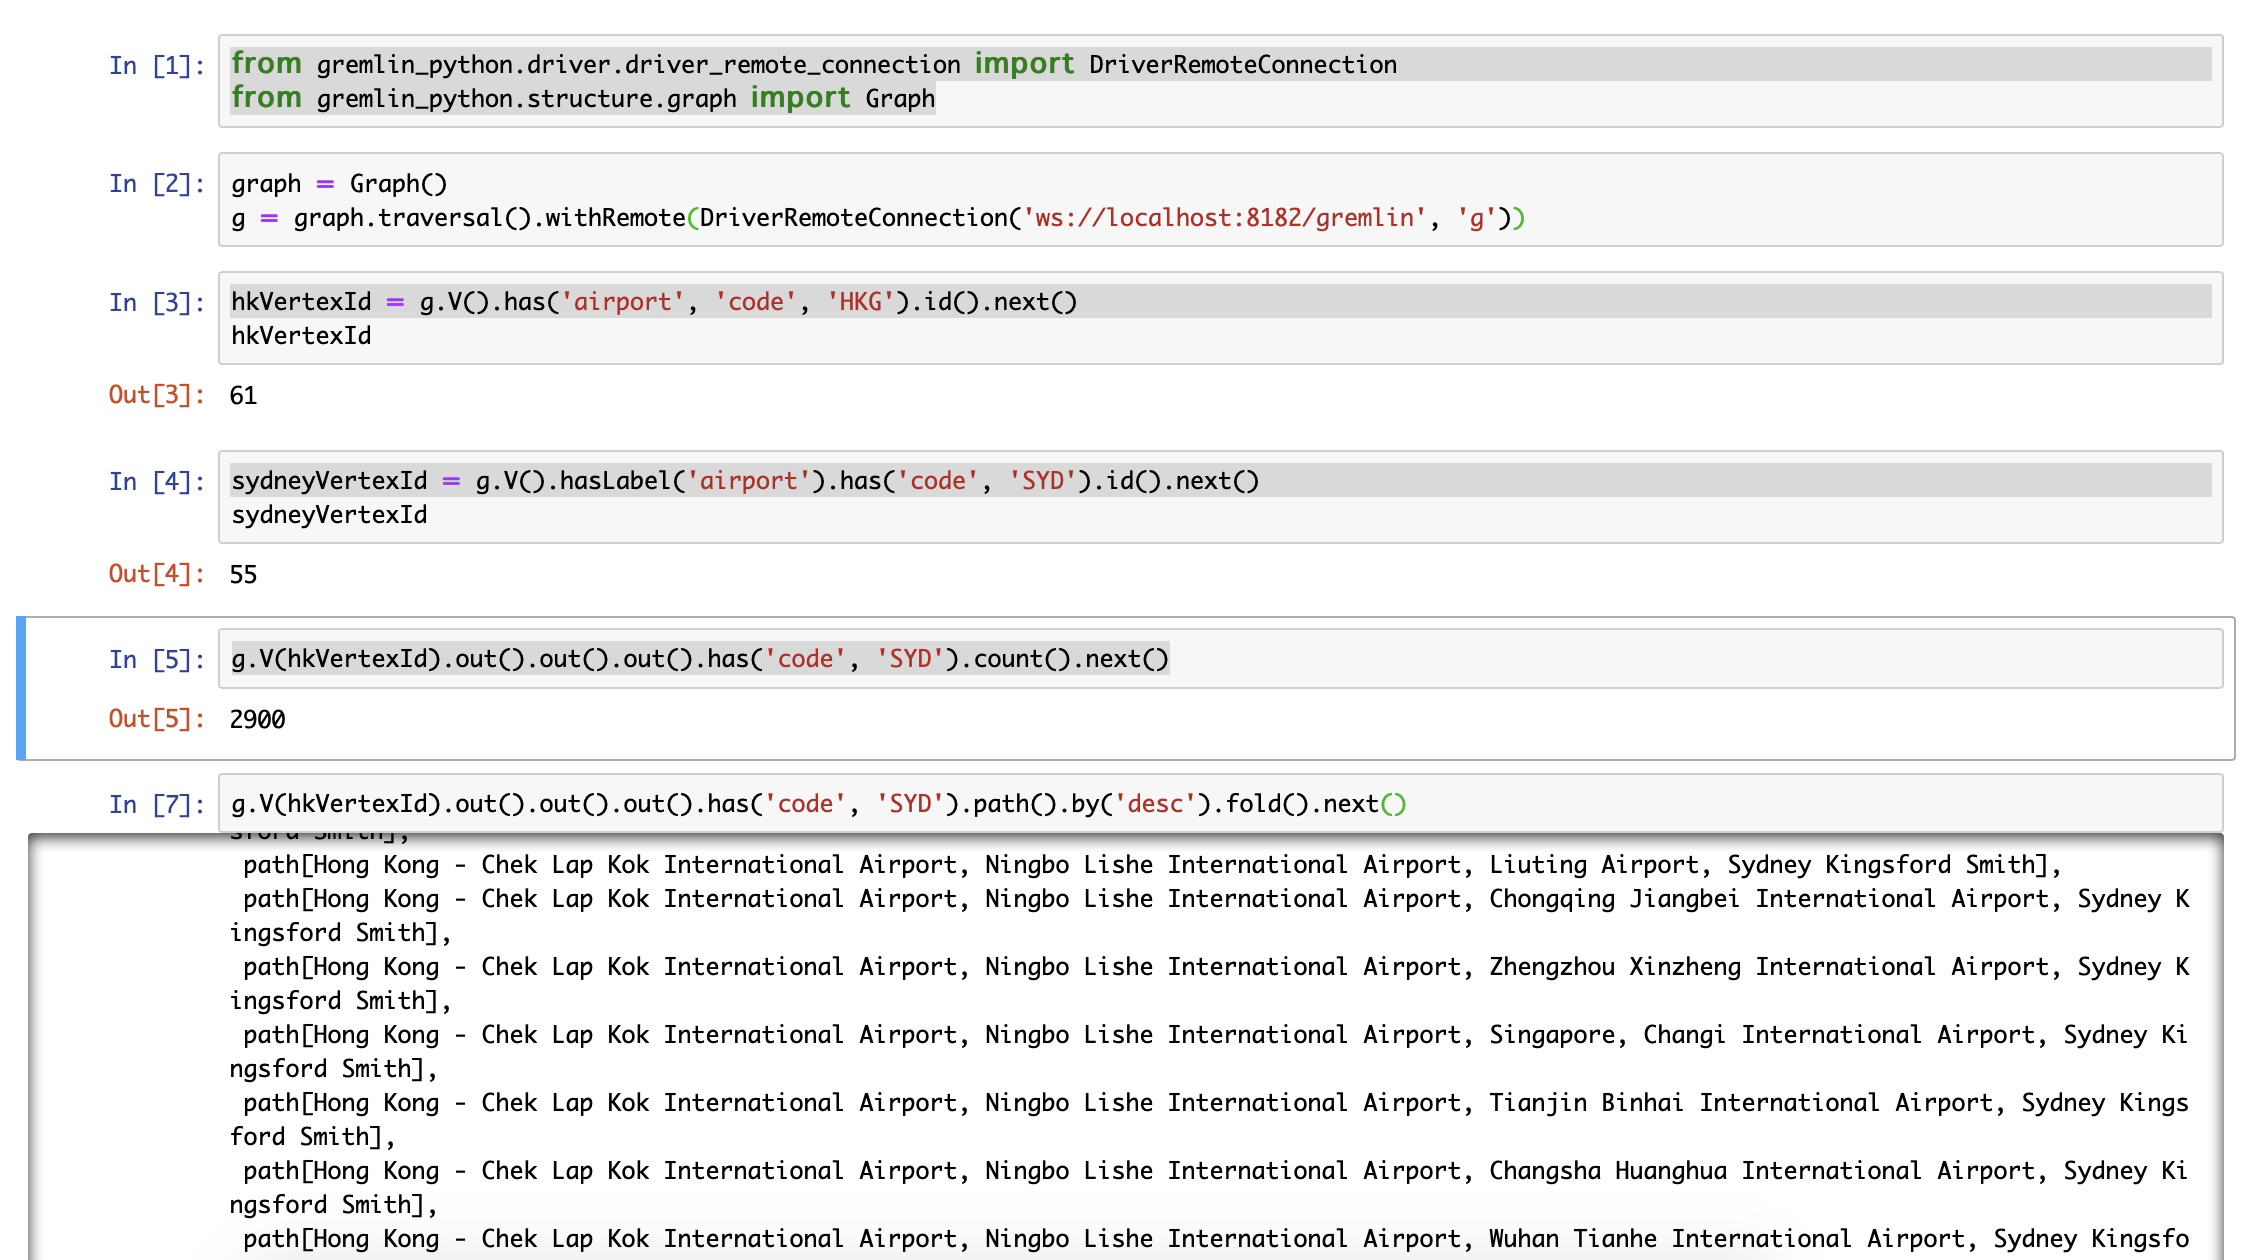 In [1]: from gremlin_python.driver.driver_remote_connection import DriverRemoteConnection
from gremlin_python.structure.graph import Graph
In [2]: graph = Graph()
g = graph.traversal().withRemote(DriverRemoteConnection('ws://localhost:8182/gremlin', 'g'))
In [3]: hkVertexId = g.V().has('airport', 'code', 'HKG').id().next()
hkVertexId
Out[3]: 61
In [4]: sydneyVertexId = g.V().hasLabel('airport').has('code', 'SYD').id().next()
sydneyVertexId
Out[4]: 55
In [5]: g.V(hkVertexId).out().out().out().has('code', 'SYD').count().next()
Out[5]: 2900
In [7]: g.V(hkVertexId).out().out().out().has('code', 'SYD').path().by('desc').fold().next()
sford Smith],
path[Hong Kong - Chek Lap Kok International Airport, Ningbo Lishe International Airport, Liuting Airport, Sydney Kingsford Smith],
path[Hong Kong - Chek Lap Kok International Airport, Ningbo Lishe International Airport, Chongqing Jiangbei International Airport, Sydney K
ingsford Smith],
path[Hong Kong - Chek Lap Kok International Airport, Ningbo Lishe International Airport, Zhengzhou Xinzheng International Airport, Sydney K
ingsford Smith],
path[Hong Kong - Chek Lap Kok International Airport, Ningbo Lishe International Airport, Singapore, Changi International Airport, Sydney Ki
ngsford Smith],
path[Hong Kong - Chek Lap Kok International Airport, Ningbo Lishe International Airport, Tianjin Binhai International Airport, Sydney Kings
ford Smith],
path[Hong Kong - Chek Lap Kok International Airport, Ningbo Lishe International Airport, Changsha Huanghua International Airport, Sydney Ki
ngsford Smith],
path[Hong Kong - Chek Lap Kok International Airport, Ningbo Lishe International Airport, Wuhan Tianhe International Airport, Sydney Kingsfo